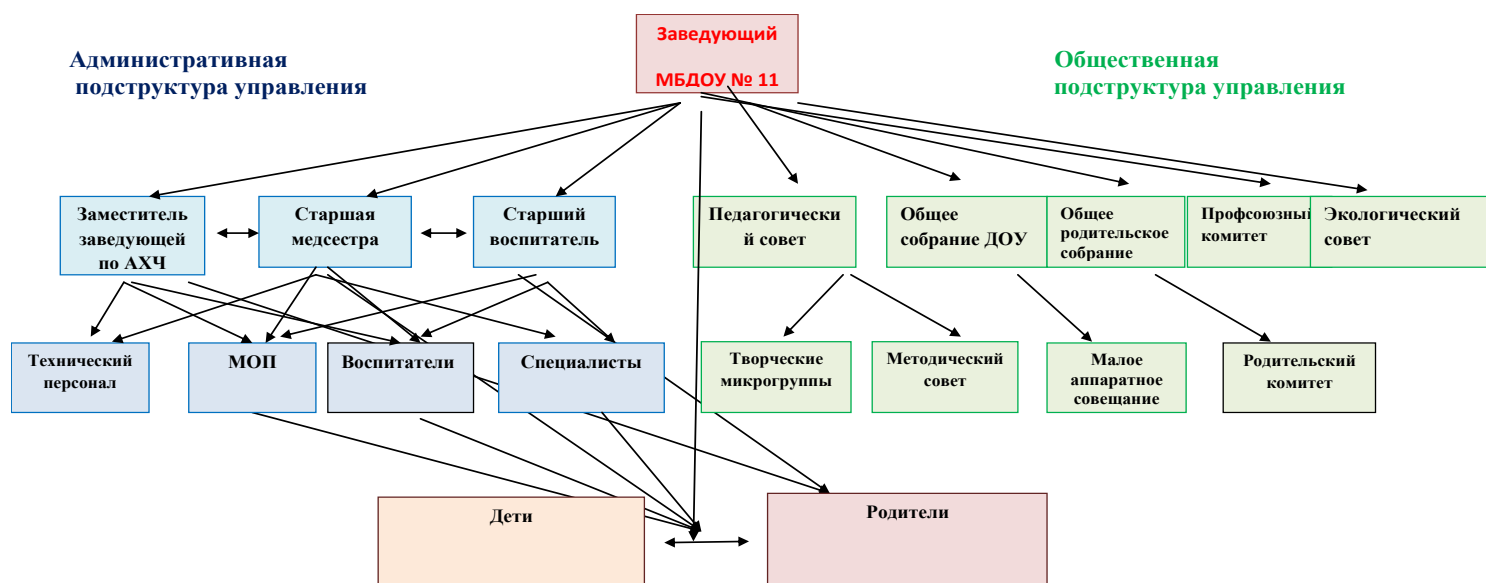 Заведующий
МБДОУ № 11
Административная
подструктура управления
Общественная
подструктура управления
Заместитель
заведующей
по АХЧ
Старшая
медсестра
Старший
воспитатель
Педагогически
й совет
Общее
собрание ДОУ
Общее
родительское
собрание
Профсоюзный
комитет
Экологический
совет
Технический
персонал
МОП
Воспитатели
Специалисты
Творческие
микрогруппы
Методический
совет
Малое
аппаратное
совещание
Родительский
комитет
Дети
Родители